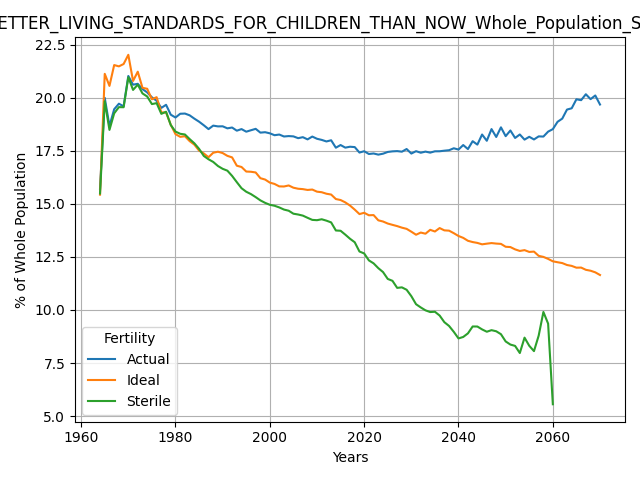 ETTER_LIVING_STANDARDS_FOR_CHILDREN_THAN_NOW_Whole_Population_S
22.5
20.0
17.5
15.0
12.5
10.0
7.5
5.0
% of Whole Population
Fertility
Actual
Ideal
Sterile
1960 1980 2000 2020 2040 2060
Years